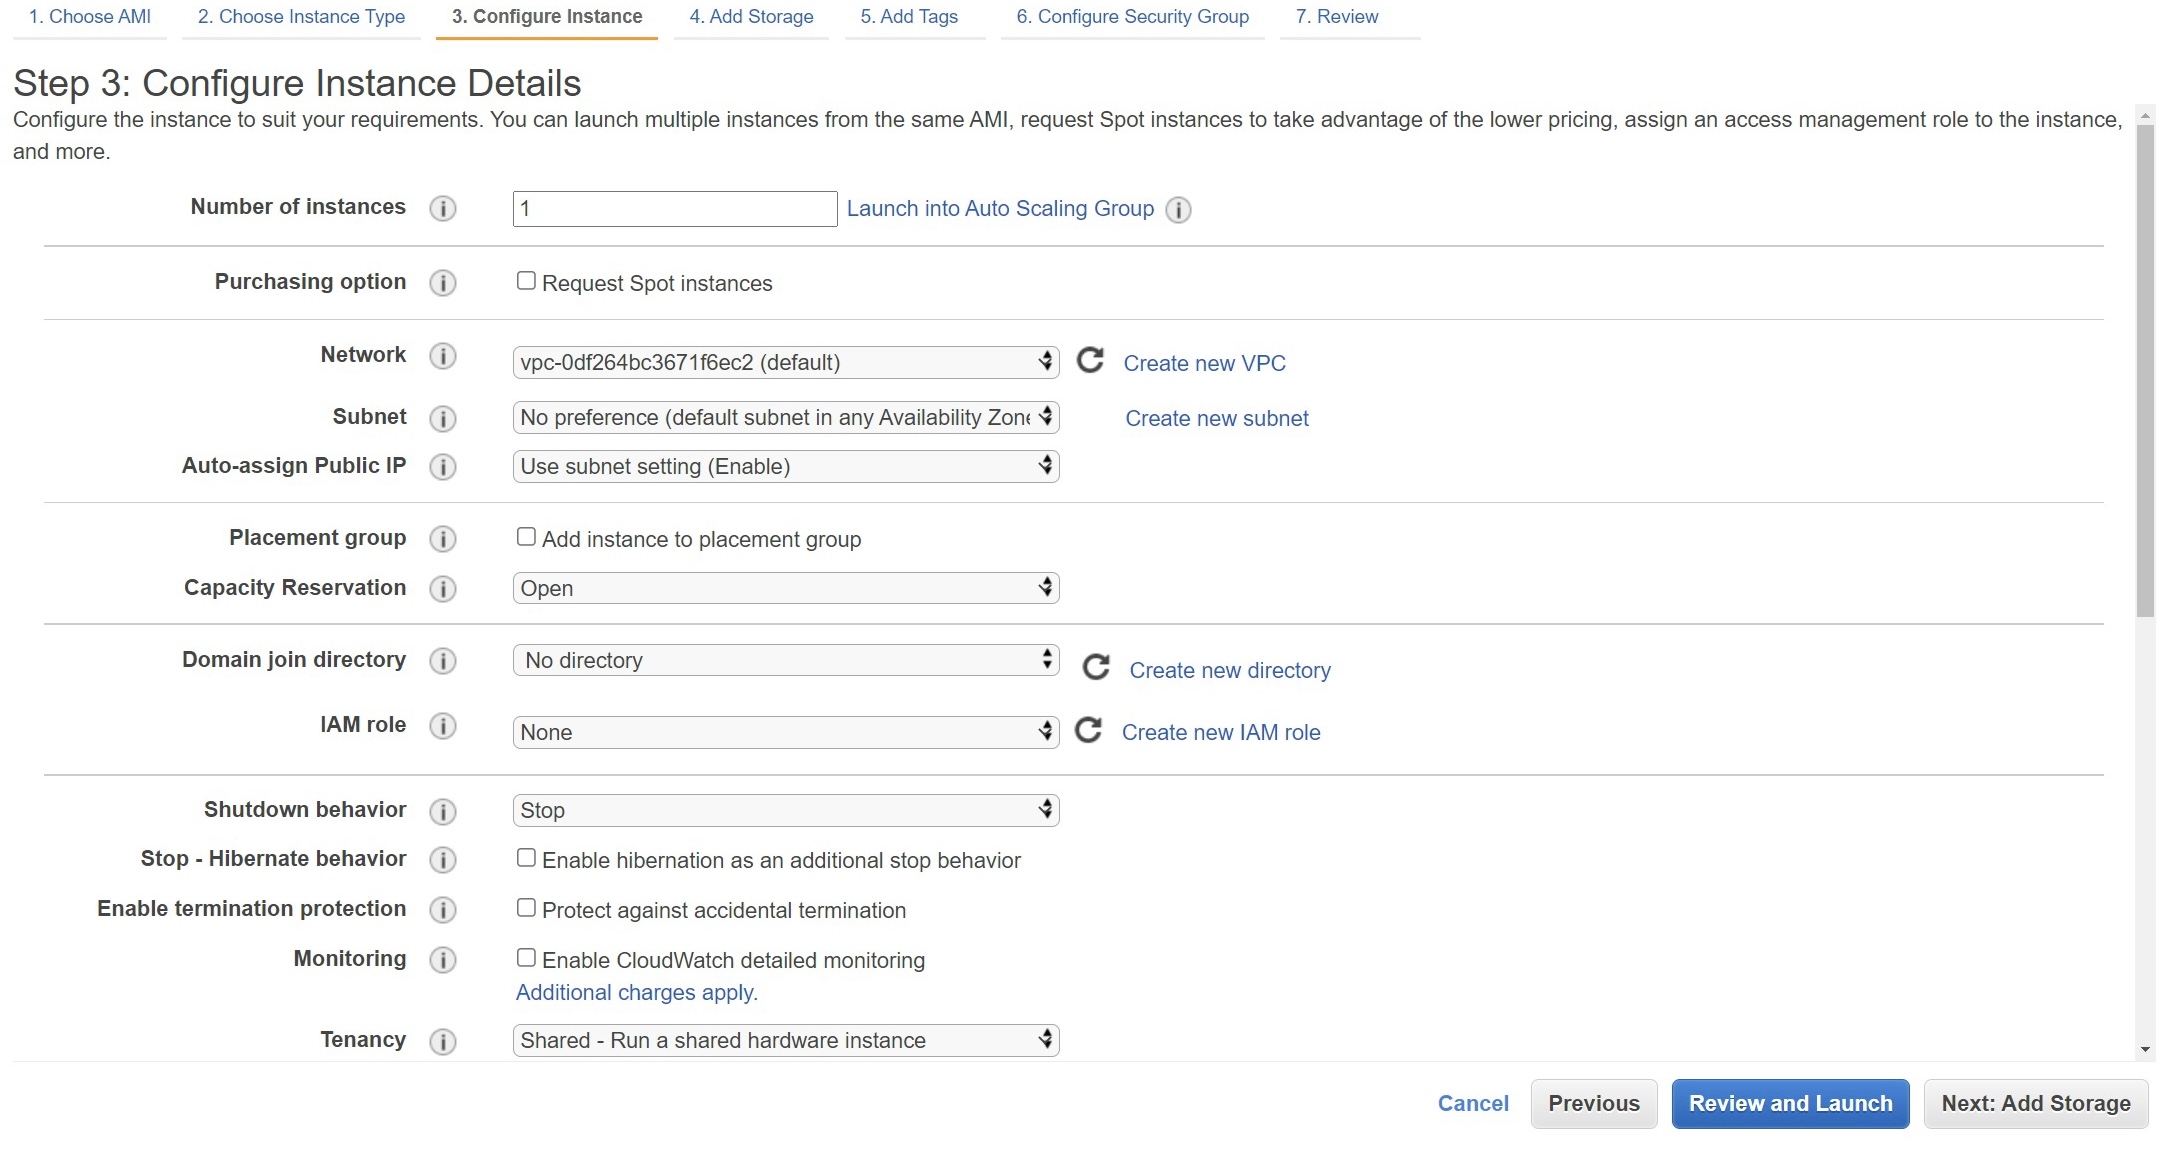 1. Choose AMI 2. Choose Instance Type 3. Configure Instance 4. Add Storage 5. Add Tags 6. Configure Security Group 7. Review
Step 3: Configure Instance Details
Configure the instance to suit your requirements. You can launch multiple instances from the same AMI, request Spot instances to take advantage of the lower pricing, assign an access management role to the instance,
and more.
Number of instances i 1 Launch into Auto Scaling Group i
Purchasing option i Request Spot instances
Network i vpc-0df264bc3671f6ec2 (default) Create new VPC
Subnet i No preference (default subnet in any Availability Zone Create new subnet
Auto-assign Public IP i Use subnet setting (Enable)
Placement group i Add instance to placement group
Capacity Reservation i Open
Domain join directory i No directory Create new directory
IAM role i None Create new IAM role
Shutdown behavior i Stop
Stop - Hibernate behavior i Enable hibernation as an additional stop behavior
Enable termination protection i Protect against accidental termination
Monitoring i Enable CloudWatch detailed monitoring
Additional charges apply.
Tenancy i Shared - Run a shared hardware instance
Cancel Previous Review and Launch Next: Add Storage